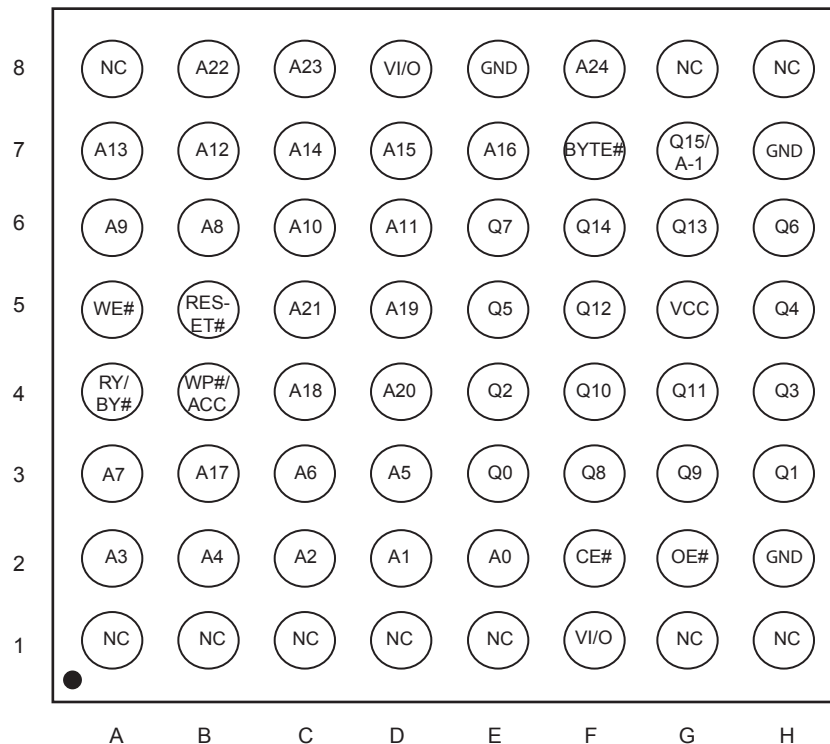 8 NC A22 A23 VI/O GND A24 NC NC
7 A13 A12 A14 A15 A16 BYTE# Q15/
A-1 GND
6 A9 A8 A10 A11 Q7 Q14 Q13 Q6
5 WE# RES-
ET# A21 A19 Q5 Q12 VCC Q4
4 RY/
BY# WP#/
ACC A18 A20 Q2 Q10 Q11 Q3
3 A7 A17 A6 A5 Q0 Q8 Q9 Q1
2 A3 A4 A2 A1 A0 CE# OE# GND
1 NC NC NC NC NC VI/O NC NC
A B C D E F G H